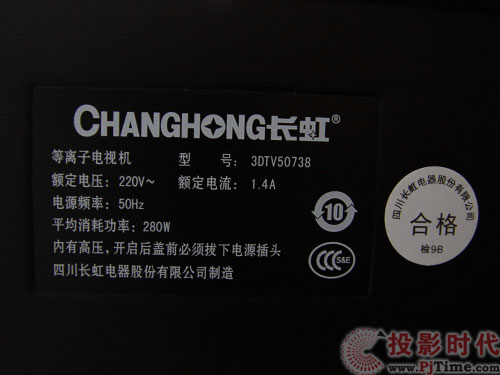 CHANGHONG长虹®
等离子电视机 型 号: 3DTV50738
额定电压: 220V~ 额定电流: 1.4A
电源频率: 50Hz
平均消耗功率: 280W
内有高压，开启后盖前必须拔下电源插头
四川长虹电器股份有限公司制造
10
CCC S&E
四川长虹电器股份有限公司
合格
检9B
投影时代
www.PjTime.com